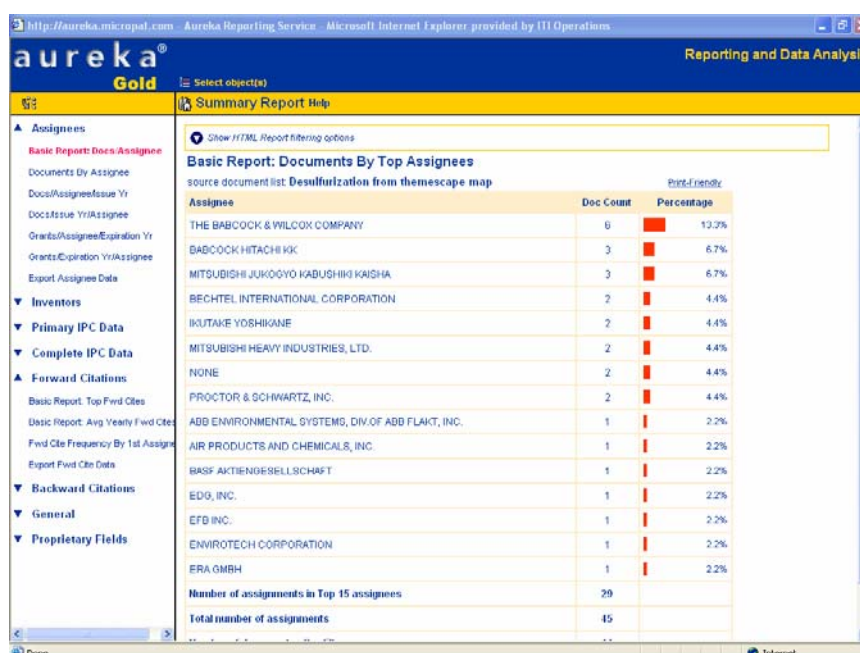 http://aureka.micropat.com - Aureka Reporting Service - Microsoft Internet Explorer provided by ITI Operations
aureka®
Gold
Select object(s)
Reporting and Data Analysi
Summary Report Help
Assignees
Basic Report: Docs/Assignee
Documents By Assignee
Docs/Assignee/Issue Yr
Docs/Issue Yr/Assignee
Grants/Assignee/Expiration Yr
Grants/Expiration Yr/Assignee
Export Assignee Data
Inventors
Primary IPC Data
Complete IPC Data
Forward Citations
Basic Report: Top Fwd Cites
Basic Report: Avg Yearly Fwd Cites
Fwd Cite Frequency By 1st Assigne
Export Fwd Cite Data
Backward Citations
General
Proprietary Fields
Show HTML Report filtering options
Basic Report: Documents By Top Assignees
source document list: Desulfurization from themescape map
Print-Friendly
Assignee Doc Count Percentage
THE BABCOCK & WILCOX COMPANY 6 13.3%
BABCOCK HITACHI KK 3 6.7%
MITSUBISHI JUKOGYO KABUSHIKI KAISHA 3 6.7%
BECHTEL INTERNATIONAL CORPORATION 2 4.4%
IKUTAKE YOSHIKANE 2 4.4%
MITSUBISHI HEAVY INDUSTRIES, LTD. 2 4.4%
NONE 2 4.4%
PROCTOR & SCHWARTZ, INC. 2 4.4%
ABB ENVIRONMENTAL SYSTEMS, DIV.OF ABB FLAKT, INC. 1 2.2%
AIR PRODUCTS AND CHEMICALS, INC. 1 2.2%
BASF AKTIENGESELLSCHAFT 1 2.2%
EDG, INC. 1 2.2%
EFB INC. 1 2.2%
ENVIROTECH CORPORATION 1 2.2%
ERA GMBH 1 2.2%
Number of assignments in Top 15 assignees 29
Total number of assignments 45
Internet